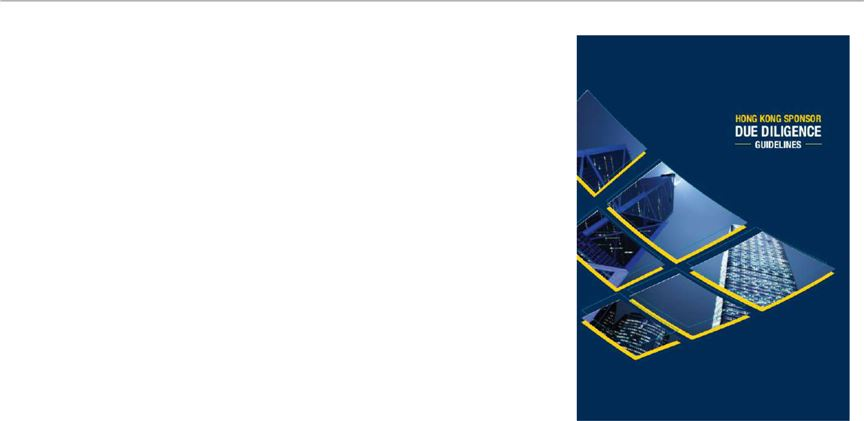 HONG KONG SPONSOR
DUE DILIGENCE
GUIDELINES